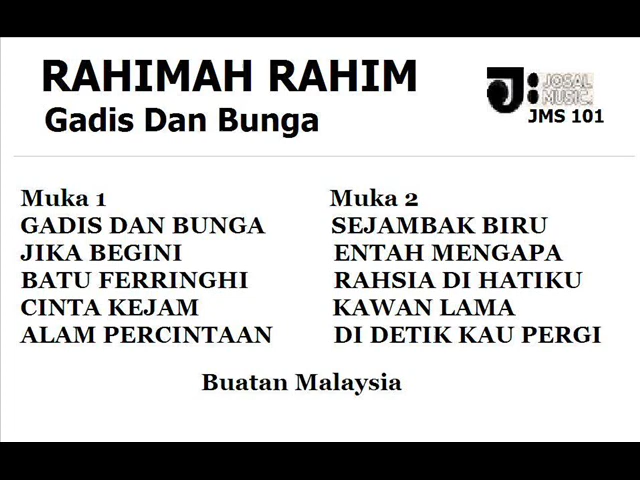 RAHIMAH RAHIM
Gadis Dan Bunga
J: JOSAL
MUSIC.
JMS 101
Muka 1
GADIS DAN BUNGA
JIKA BEGINI
BATU FERRINGHI
CINTA KEJAM
ALAM PERCINTAAN
Muka 2
SEJAMBAK BIRU
ENTAH MENGAPA
RAHSIA DI HATIKU
KAWAN LAMA
DI DETIK KAU PERGI
Buatan Malaysia